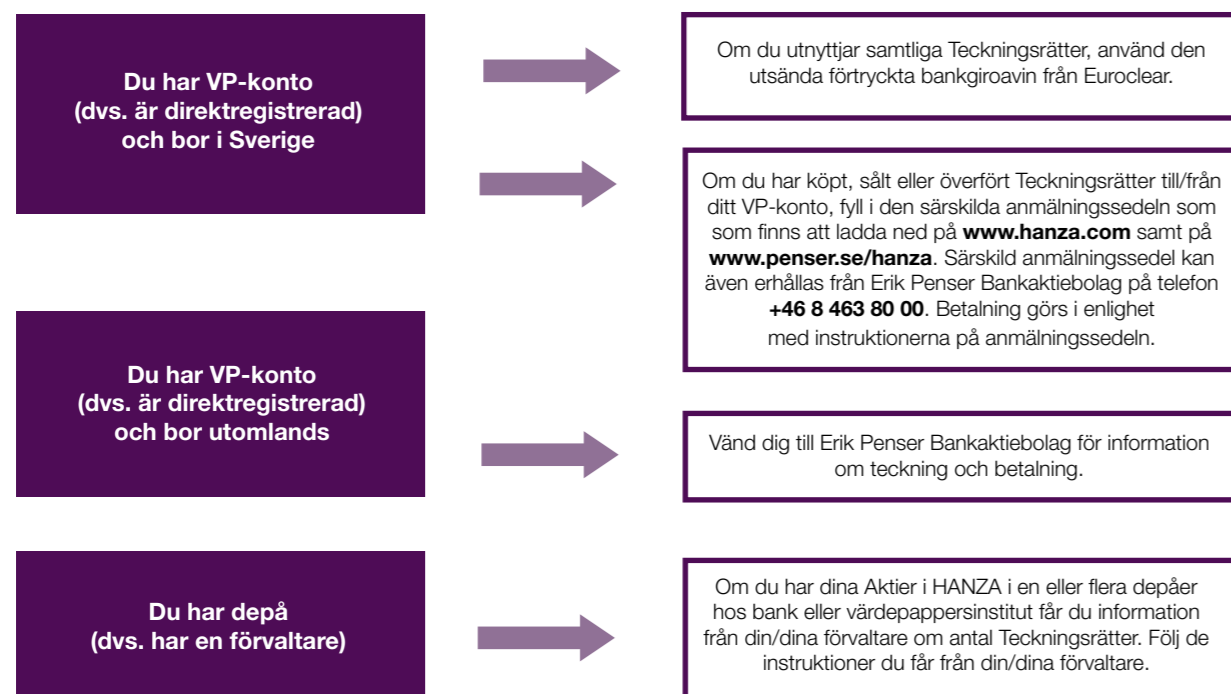 Du har VP-konto
(dvs. är direktregistrerad)
och bor i Sverige
Om du utnyttjar samtliga Teckningsrätter, använd den
utsända förtryckta bankgiroavin från Euroclear.
Om du har köpt, sålt eller överfört Teckningsrätter till/från
ditt VP-konto, fyll i den särskilda anmälningssedeln som
som finns att ladda ned på www.hanza.com samt på
www.penser.se/hanza. Särskild anmälningssedel kan
även erhållas från Erik Penser Bankaktiebolag på telefon
+46 8 463 80 00. Betalning görs i enlighet
med instruktionerna på anmälningssedeln.
Du har VP-konto
(dvs. är direktregistrerad)
och bor utomlands
Vänd dig till Erik Penser Bankaktiebolag för information
om teckning och betalning.
Du har depå
(dvs. har en förvaltare)
Om du har dina Aktier i HANZA i en eller flera depåer
hos bank eller värdepappersinstitut får du information
från din/dina förvaltare om antal Teckningsrätter. Följ de
instruktioner du får från din/dina förvaltare.